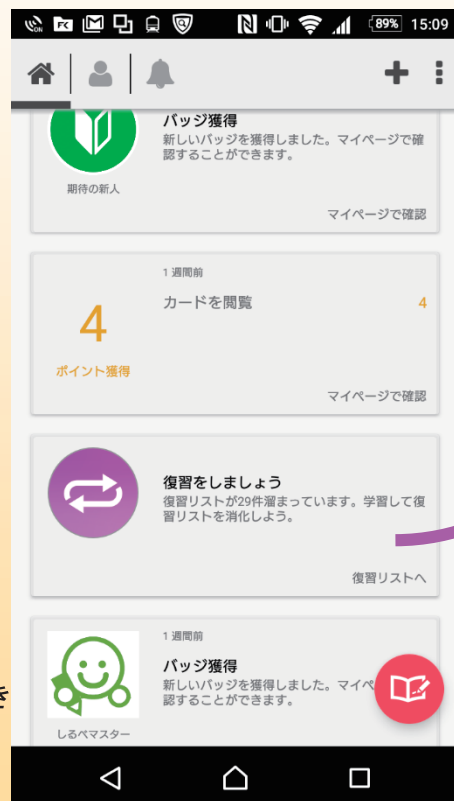 89% 15:09
バッジ獲得
新しいバッジを獲得しました。マイページで確
認することができます。
期待の新人
マイページで確認
1 週間前
カードを閲覧
4
4
ポイント獲得
マイページで確認
復習をしましょう
復習リストが29件溜まっています。学習して復
習リストを消化しよう。
復習リストへ
1 週間前
バッジ獲得
新しいバッジを獲得しました。マイペ
認することができます。
しるべマスター
き